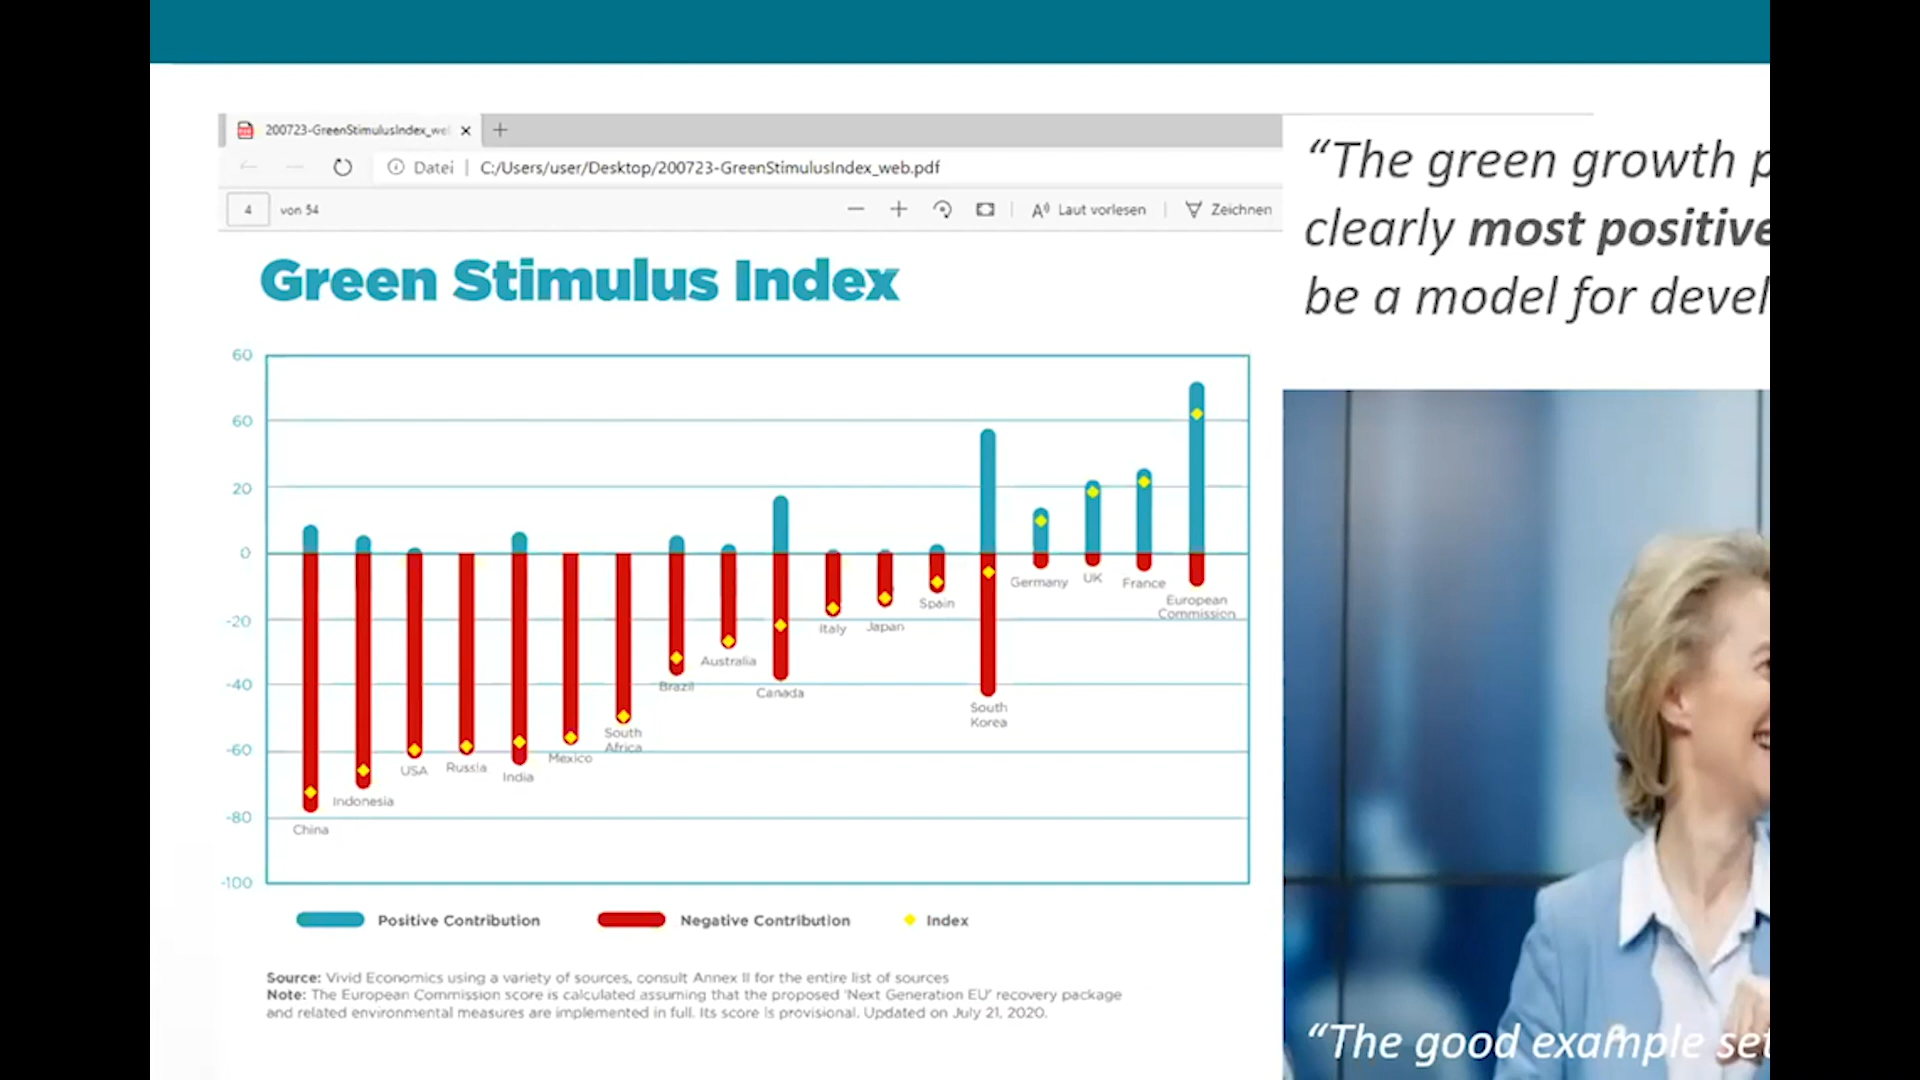 200723-GreenStimulusIndex_we
Datei | C:/Users/user/Desktop/200723-GreenStimulusIndex_web.pdf
4 von 54
Laut vorlesen
Zeichnen
Green Stimulus Index
60
60
20
0
-20
-40
-60
-80
-100
China
Indonesia
USA
Russia
India
Mexico
South
Africa
Brazil
Australia
Canada
Italy
Japan
Spain
South
Korea
Germany
UK
France
European
Commission
Positive Contribution
Negative Contribution
Index
Source: Vivid Economics using a variety of sources, consult Annex II for the entire list of sources
Note: The European Commission score is calculated assuming that the proposed 'Next Generation EU' recovery package
and related environmental measures are implemented in full. Its score is provisional. Updated on July 21, 2020.
“The green growth p
clearly most positive
be a model for devel
“The good example set